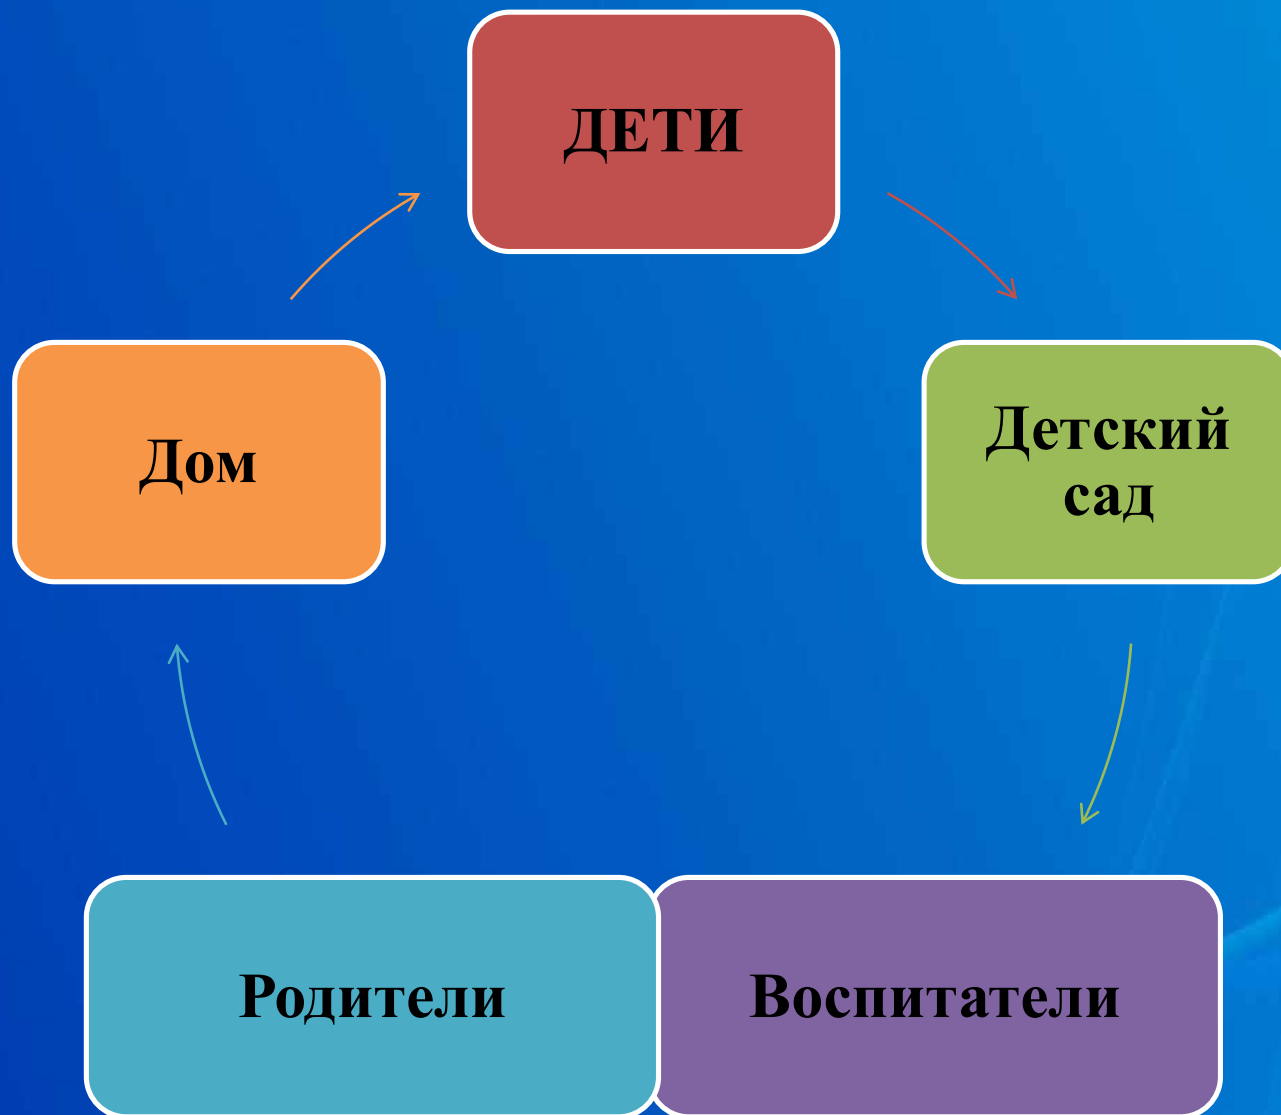 ДЕТИ
Дом
Детский
сад
Родители
Воспитатели